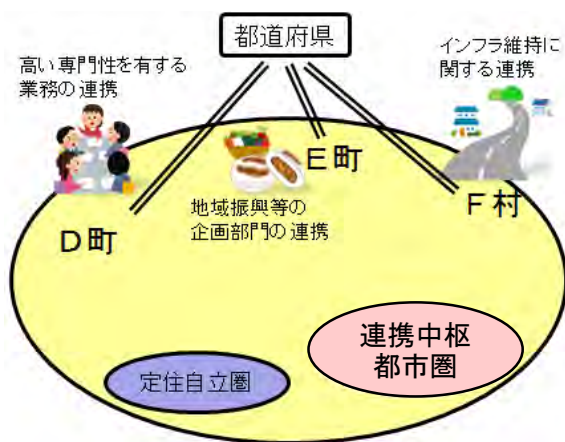 都道府県
高い専門性を有する
業務の連携
インフラ維持に
関する連携
E町
D町
地域振興等の
企画部門の連携
F村
連携中枢
都市圏
定住自立圏